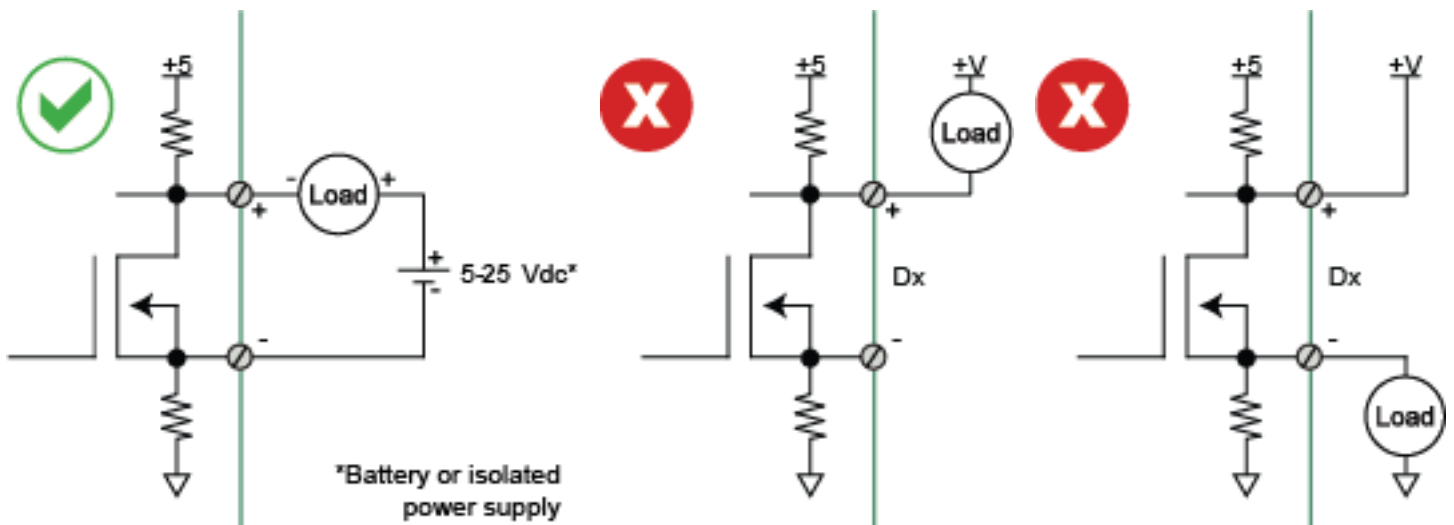 +5
- Load +
+
+
5-25 Vdc*
-
-
*Battery or isolated
power supply
X
+5
+V
Load
+
Dx
-
X
+5
+V
+
Dx
-
Load